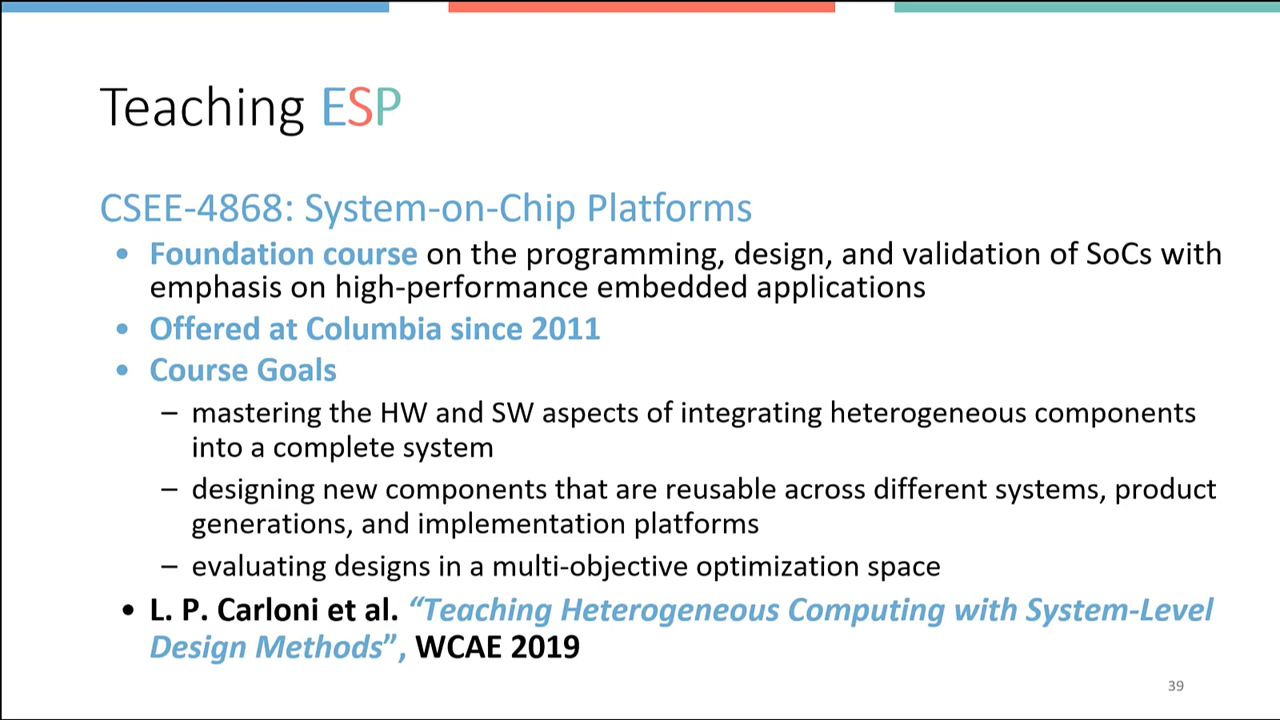 Teaching ESP
CSEE-4868: System-on-Chip Platforms
• Foundation course on the programming, design, and validation of SoCs with
emphasis on high-performance embedded applications
• Offered at Columbia since 2011
• Course Goals
– mastering the HW and SW aspects of integrating heterogeneous components
into a complete system
– designing new components that are reusable across different systems, product
generations, and implementation platforms
– evaluating designs in a multi-objective optimization space
• L. P. Carloni et al. “Teaching Heterogeneous Computing with System-Level
Design Methods”, WCAE 2019
39